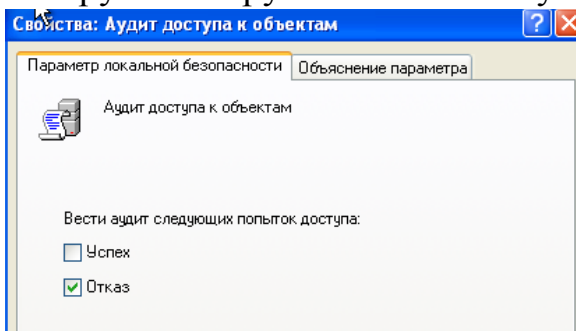 Свойства: Аудит доступа к объектам
Параметр локальной безопасности Объяснение параметра
Аудит доступа к объектам
Вести аудит следующих попыток доступа:
Успех
Отказ